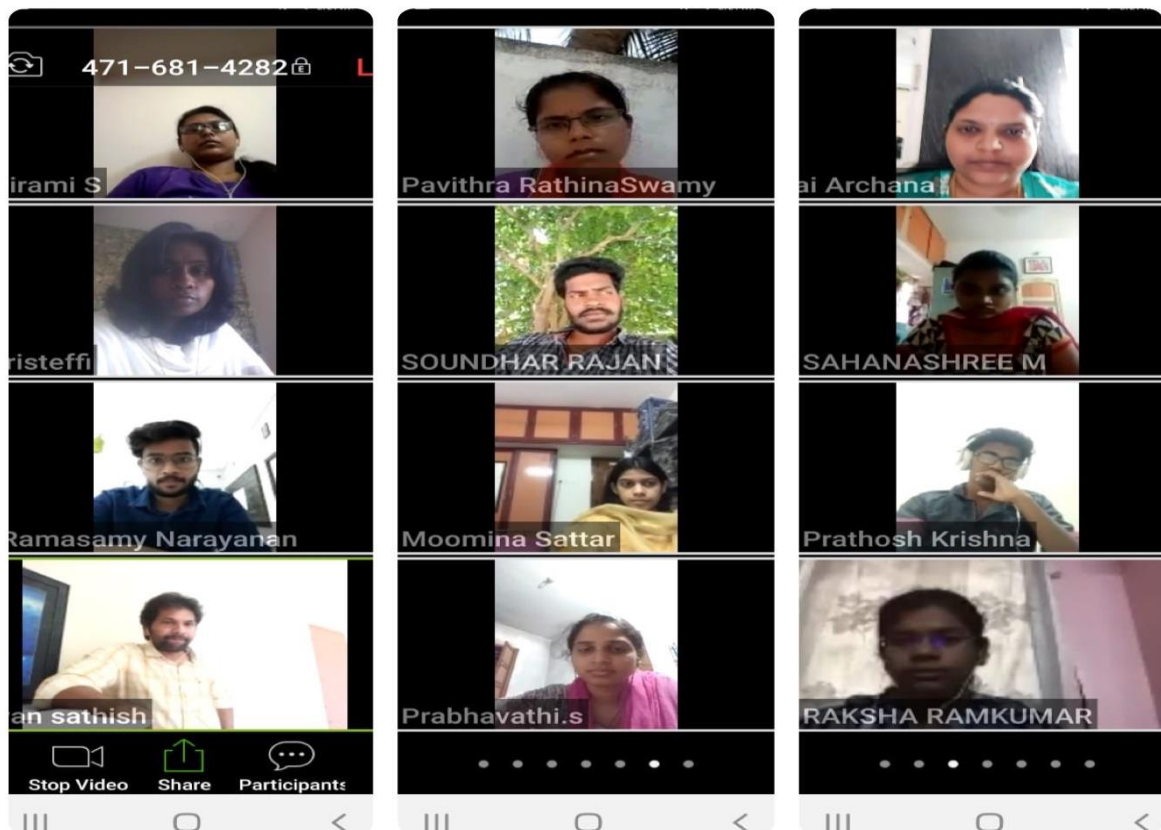 471-681-4282
L
irami S
risteffi
Ramasamy Narayanan
an sathish
Stop Video
Share
Participants
Pavithra RathinaSwamy
SOUNDHAR RAJAN
Moomina Sattar
Prabhavathi.s
ai Archana
SAHANASHREE M
Prathosh Krishna
RAKSHA RAMKUMAR